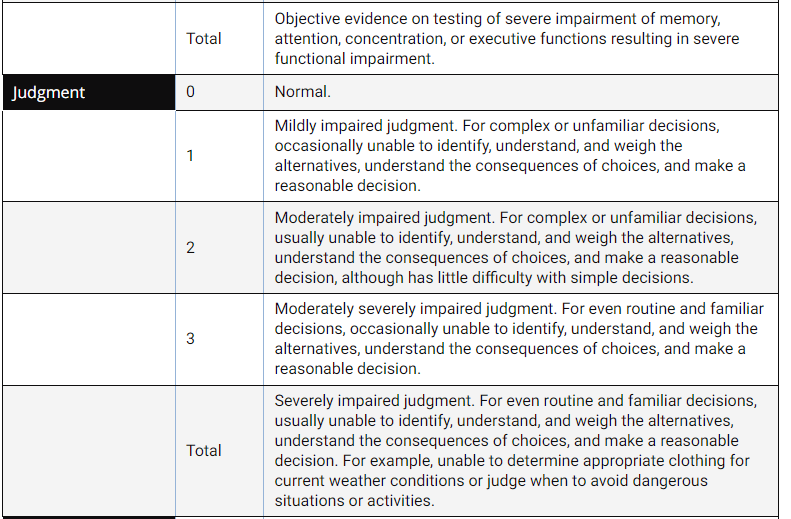 Objective evidence on testing of severe impairment of memory,
Total
attention, concentration, or executive functions resulting in severe
functional impairment.
Judgment
0
Normal.
Mildly impaired judgment. For complex or unfamiliar decisions,
occasionally unable to identify, understand, and weigh the
1
alternatives, understand the consequences of choices, and make a
reasonable decision.
Moderately impaired judgment. For complex or unfamiliar decisions,
usually unable to identify, understand, and weigh the alternatives,
2
understand the consequences of choices, and make a reasonable
decision, although has little difficulty with simple decisions.
Moderately severely impaired judgment. For even routine and familiar
decisions, occasionally unable to identify, understand, and weigh the
3
alternatives, understand the consequences of choices, and make a
reasonable decision.
Severely impaired judgment. For even routine and familiar decisions,
usually unable to identify, understand, and weigh the alternatives,
understand the consequences of choices, and make a reasonable
Total
decision. For example, unable to determine appropriate clothing for
current weather conditions or judge when to avoid dangerous
situations or activities.